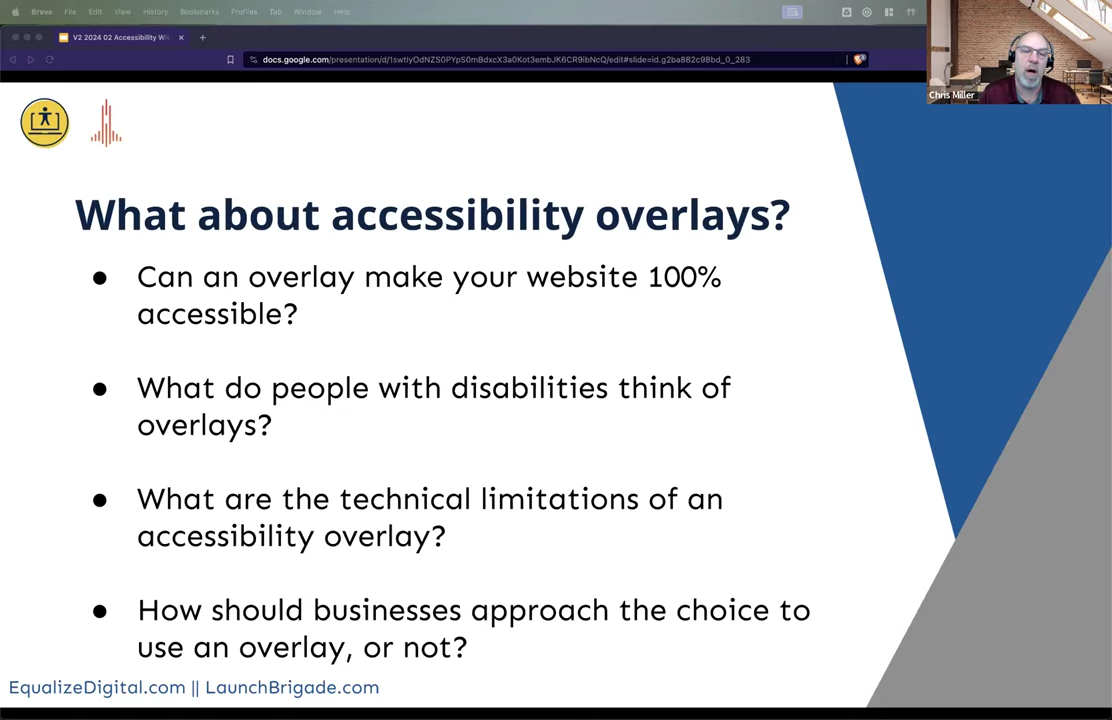 Brave File Edit View History Bookmarks Profiles Tab Window Help
V2 2024 02 Accessibility Wi
docs.google.com/presentation/d/1swtIyOdNZS0PYpS0mBdxcX3a0Kot3embJK6CR9ibNcQ/edit#slide=id.g2ba882c98bd_0_283
Chris Miller
What about accessibility overlays?
● Can an overlay make your website 100%
accessible?
● What do people with disabilities think of
overlays?
● What are the technical limitations of an
accessibility overlay?
● How should businesses approach the choice to
use an overlay, or not?
EqualizeDigital.com || LaunchBrigade.com